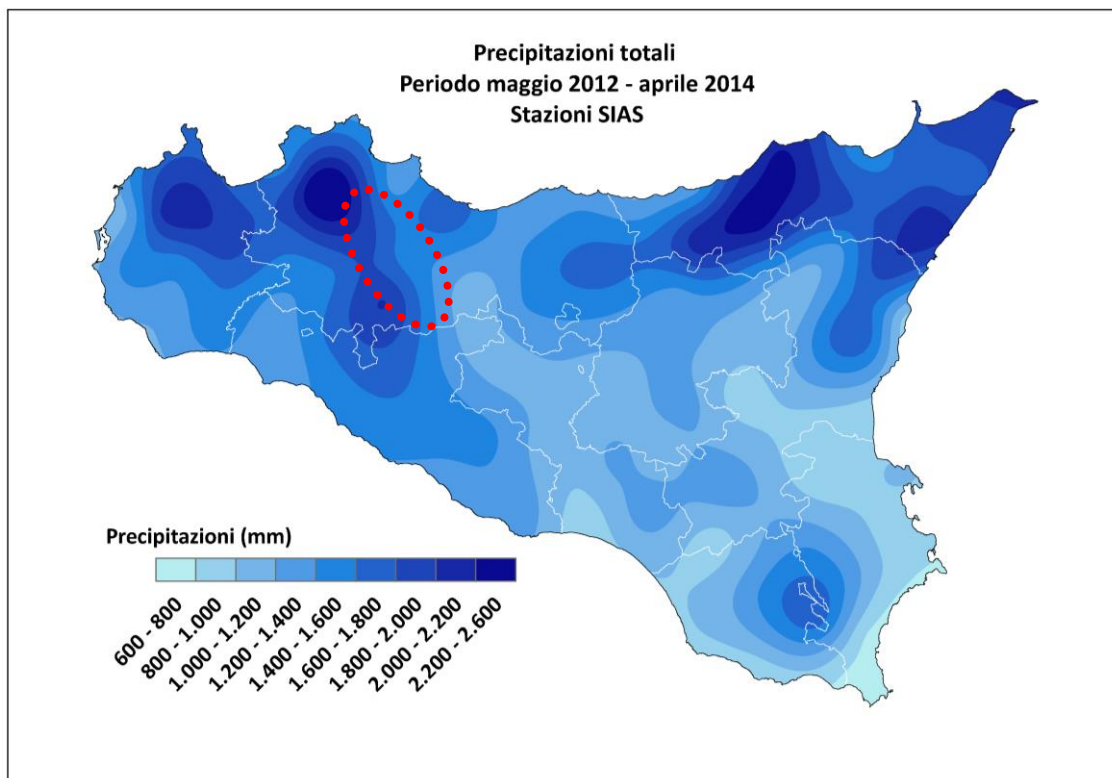 Precipitazioni totali
Periodo maggio 2012 - aprile 2014
Stazioni SIAS
Precipitazioni (mm)
600 - 800
800 - 1.000
1.000 - 1.200
1.200 - 1.400
1.400 - 1.600
1.600 - 1.800
1.800 - 2.000
2.000 - 2.200
2.200 - 2.600